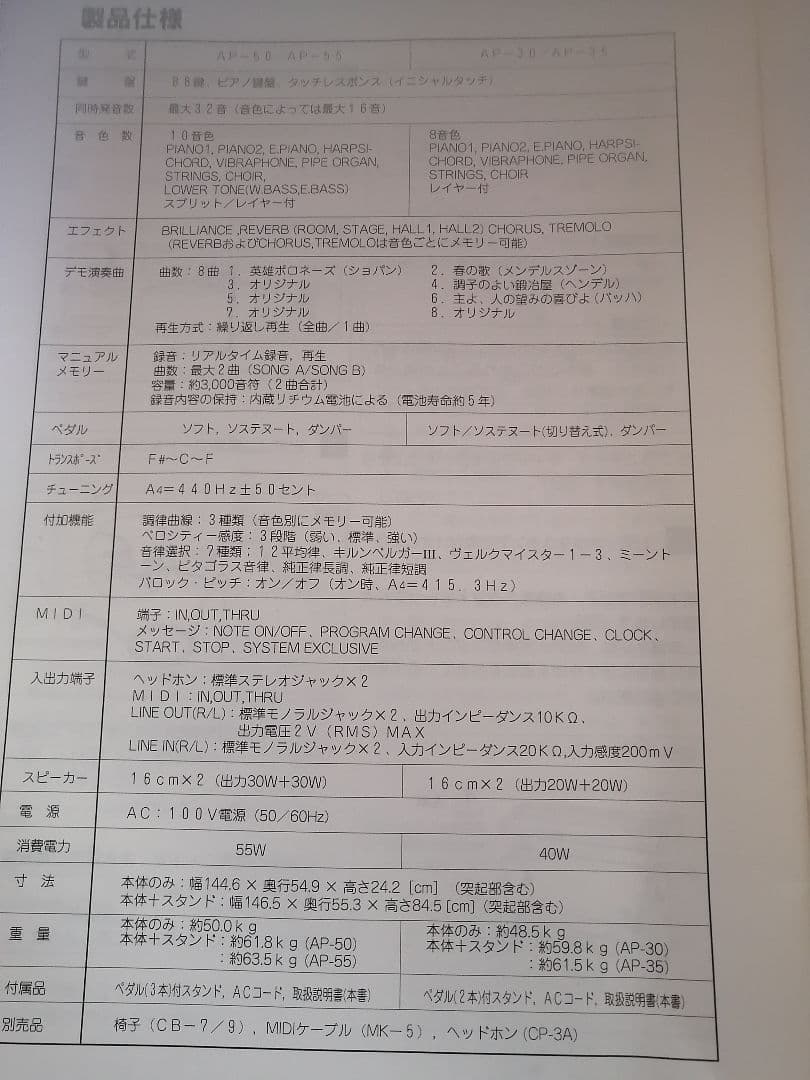 製品仕様
型 式 AP-50/AP-55 AP-30/AP-35
鍵 盤 88鍵、ピアノ鍵盤、タッチレスポンス（イニシャルタッチ）
同時発音数 最大32音（音色によっては最大16音）
音 色 数 10音色
PIANO1, PIANO2, E.PIANO, HARPSI-
CHORD, VIBRAPHONE, PIPE ORGAN,
STRINGS, CHOIR,
LOWER TONE(W.BASS,E.BASS)
スプリット／レイヤー付
8音色
PIANO1, PIANO2, E.PIANO, HARPSI-
CHORD, VIBRAPHONE, PIPE ORGAN,
STRINGS, CHOIR
レイヤー付
エフェクト BRILLIANCE ,REVERB (ROOM, STAGE, HALL1, HALL2) CHORUS, TREMOLO
（REVERBおよびCHORUS,TREMOLOは音色ごとにメモリー可能）
デモ演奏曲 曲数：8曲 1．英雄ポロネーズ（ショパン） 2．春の歌（メンデルスゾーン）
3．オリジナル 4．調子のよい鍛冶屋（ヘンデル）
5．オリジナル 6．主よ、人の望みの喜びよ（バッハ）
7．オリジナル 8．オリジナル
再生方式：繰り返し再生（全曲／1曲）
マニュアル
メモリー
録音：リアルタイム録音，再生
曲数：最大2曲（SONG A/SONG B）
容量：約3,000音符（2曲合計）
録音内容の保持：内蔵リチウム電池による（電池寿命約5年）
ペダル ソフト，ソステヌート，ダンパー ソフト／ソステヌート(切り替え式)，ダンパー
トランスポーズ F#〜C〜F
チューニング A4＝440Hz±50セント
付加機能 調律曲線：3種類（音色別にメモリー可能）
ベロシティー感度：3段階（弱い、標準、強い）
音律選択：7種類；12平均律、キルンベルガーIII、ヴェルクマイスター1－3、ミーント
ーン、ピタゴラス音律、純正律長調、純正律短調
バロック・ピッチ：オン／オフ（オン時、A4＝415．3Hz）
MIDI 端子：IN,OUT,THRU
メッセージ：NOTE ON/OFF、PROGRAM CHANGE、CONTROL CHANGE、CLOCK、
START、STOP、SYSTEM EXCLUSIVE
入出力端子 ヘッドホン：標準ステレオジャック×2
MIDI：IN,OUT,THRU
LINE OUT(R/L)：標準モノラルジャック×2、出力インピーダンス10KΩ、
出力電圧2V（RMS）MAX
LINE IN(R/L)：標準モノラルジャック×2、入力インピーダンス20KΩ,入力感度200mV
スピーカー 16cm×2（出力30W＋30W） 16cm×2（出力20W＋20W）
電 源 AC：100V電源（50／60Hz）
消費電力 55W 40W
寸 法 本体のみ：幅144.6×奥行54.9×高さ24.2［cm］（突起部含む）
本体＋スタンド：幅146.5×奥行55.3×高さ84.5［cm］（突起部含む）
重 量 本体のみ：約50.0kg
本体＋スタンド：約61.8kg (AP-50)
：約63.5kg (AP-55)
本体のみ：約48.5kg
本体＋スタンド：約59.8kg (AP-30)
：約61.5kg (AP-35)
付属品 ペダル(3本)付スタンド，ACコード，取扱説明書(本書) ペダル(2本)付スタンド，ACコード，取扱説明書(本書)
別売品 椅子（CB－7／9），MIDIケーブル（MK－5），ヘッドホン（CP-3A）